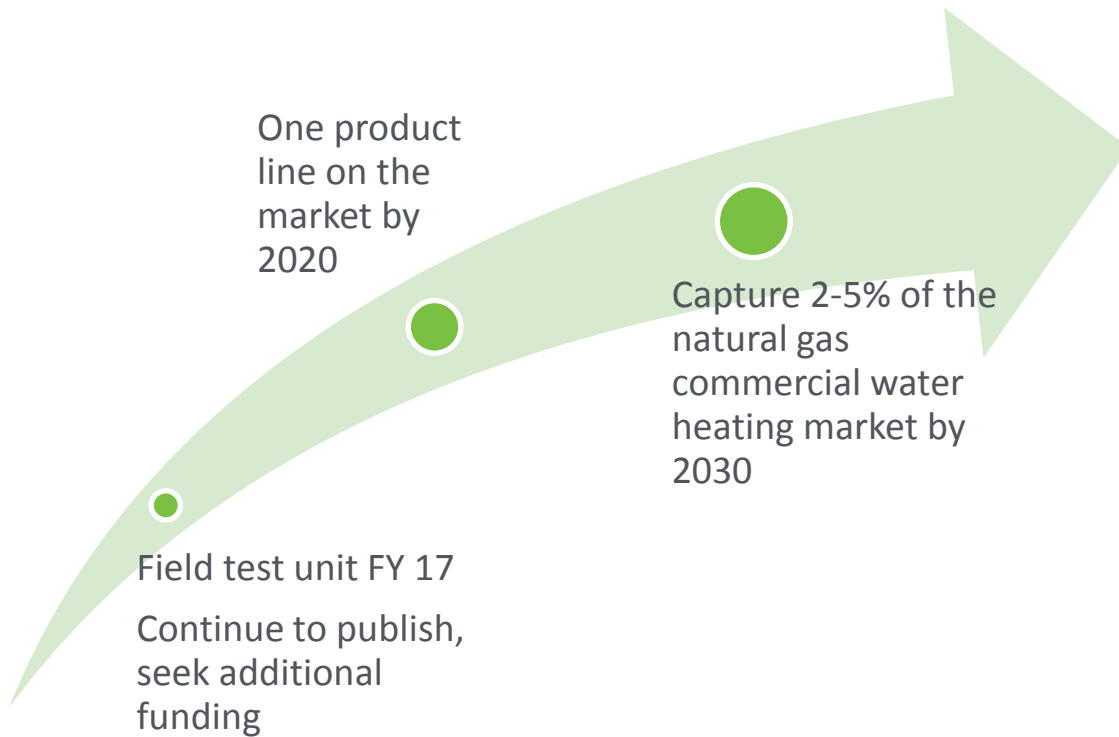 One product
line on the
market by
2020
Capture 2-5% of the
natural gas
commercial water
heating market by
2030
Field test unit FY 17
Continue to publish,
seek additional
funding